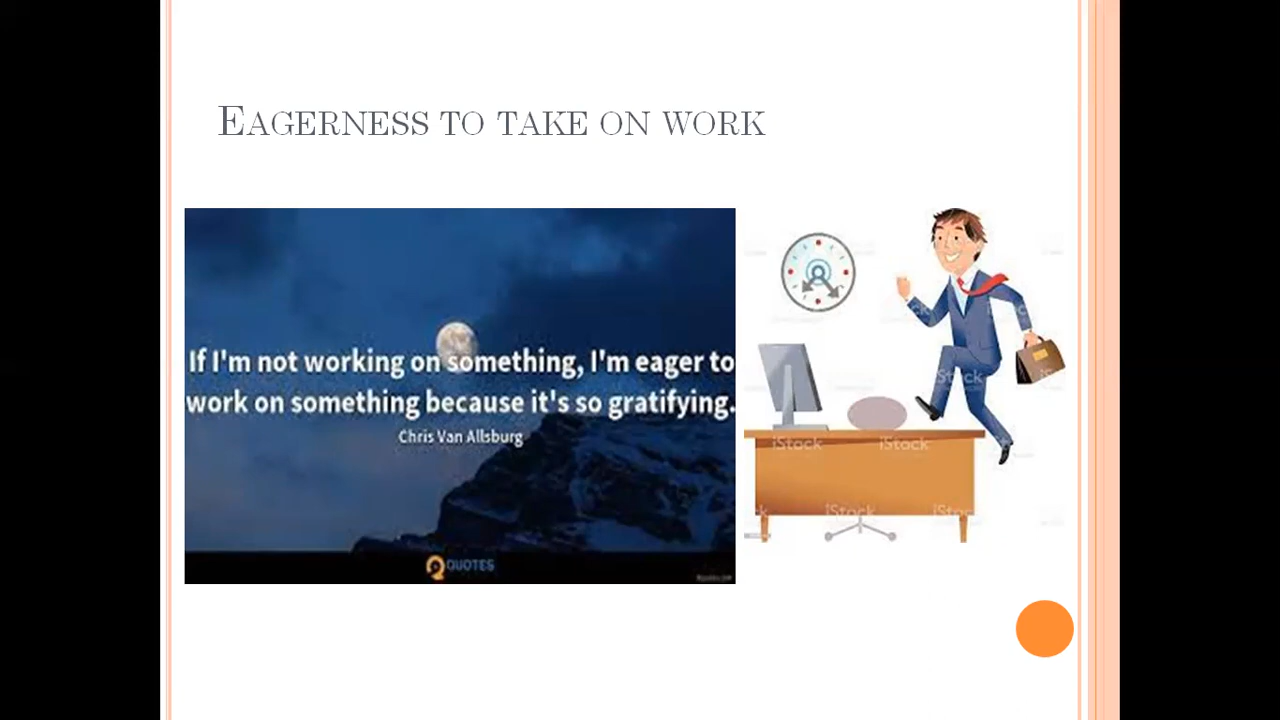 Eagerness to take on work
If I'm not working on something, I'm eager to
work on something because it's so gratifying.
Chris Van Allsburg
QUOTES
iStock
iStock
iStock
iStock
iStock
iStock